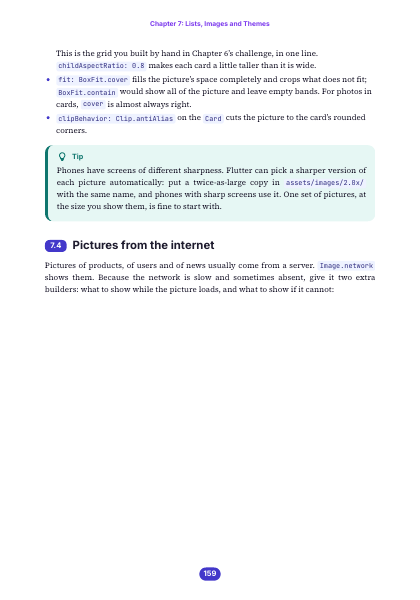 Chapter 7: Lists, Images and Themes
This is the grid you built by hand in Chapter 6's challenge, in one line.
childAspectRatio: 0.8 makes each card a little taller than it is wide.
• fit: BoxFit.cover fills the picture's space completely and crops what does not fit;
BoxFit.contain would show all of the picture and leave empty bands. For photos in
cards, cover is almost always right.
• clipBehavior: Clip.antiAlias on the Card cuts the picture to the card's rounded
corners.
Tip
Phones have screens of different sharpness. Flutter can pick a sharper version of
each picture automatically: put a twice-as-large copy in assets/images/2.0x/
with the same name, and phones with sharp screens use it. One set of pictures, at
the size you show them, is fine to start with.
7.4 Pictures from the internet
Pictures of products, of users and of news usually come from a server. Image.network
shows them. Because the network is slow and sometimes absent, give it two extra
builders: what to show while the picture loads, and what to show if it cannot:
159